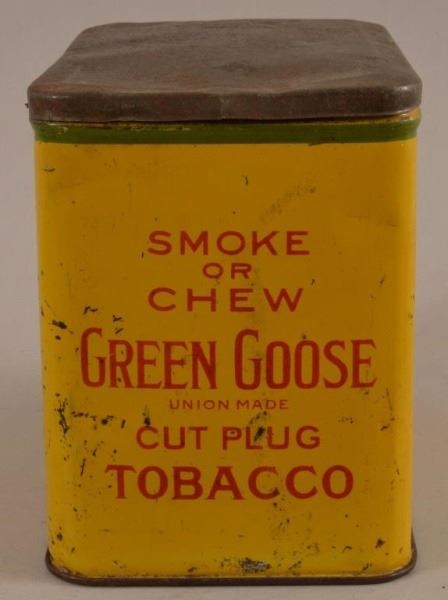 SMOKE
OR
CHEW
GREEN GOOSE
UNION MADE
CUT PLUG
TOBACCO